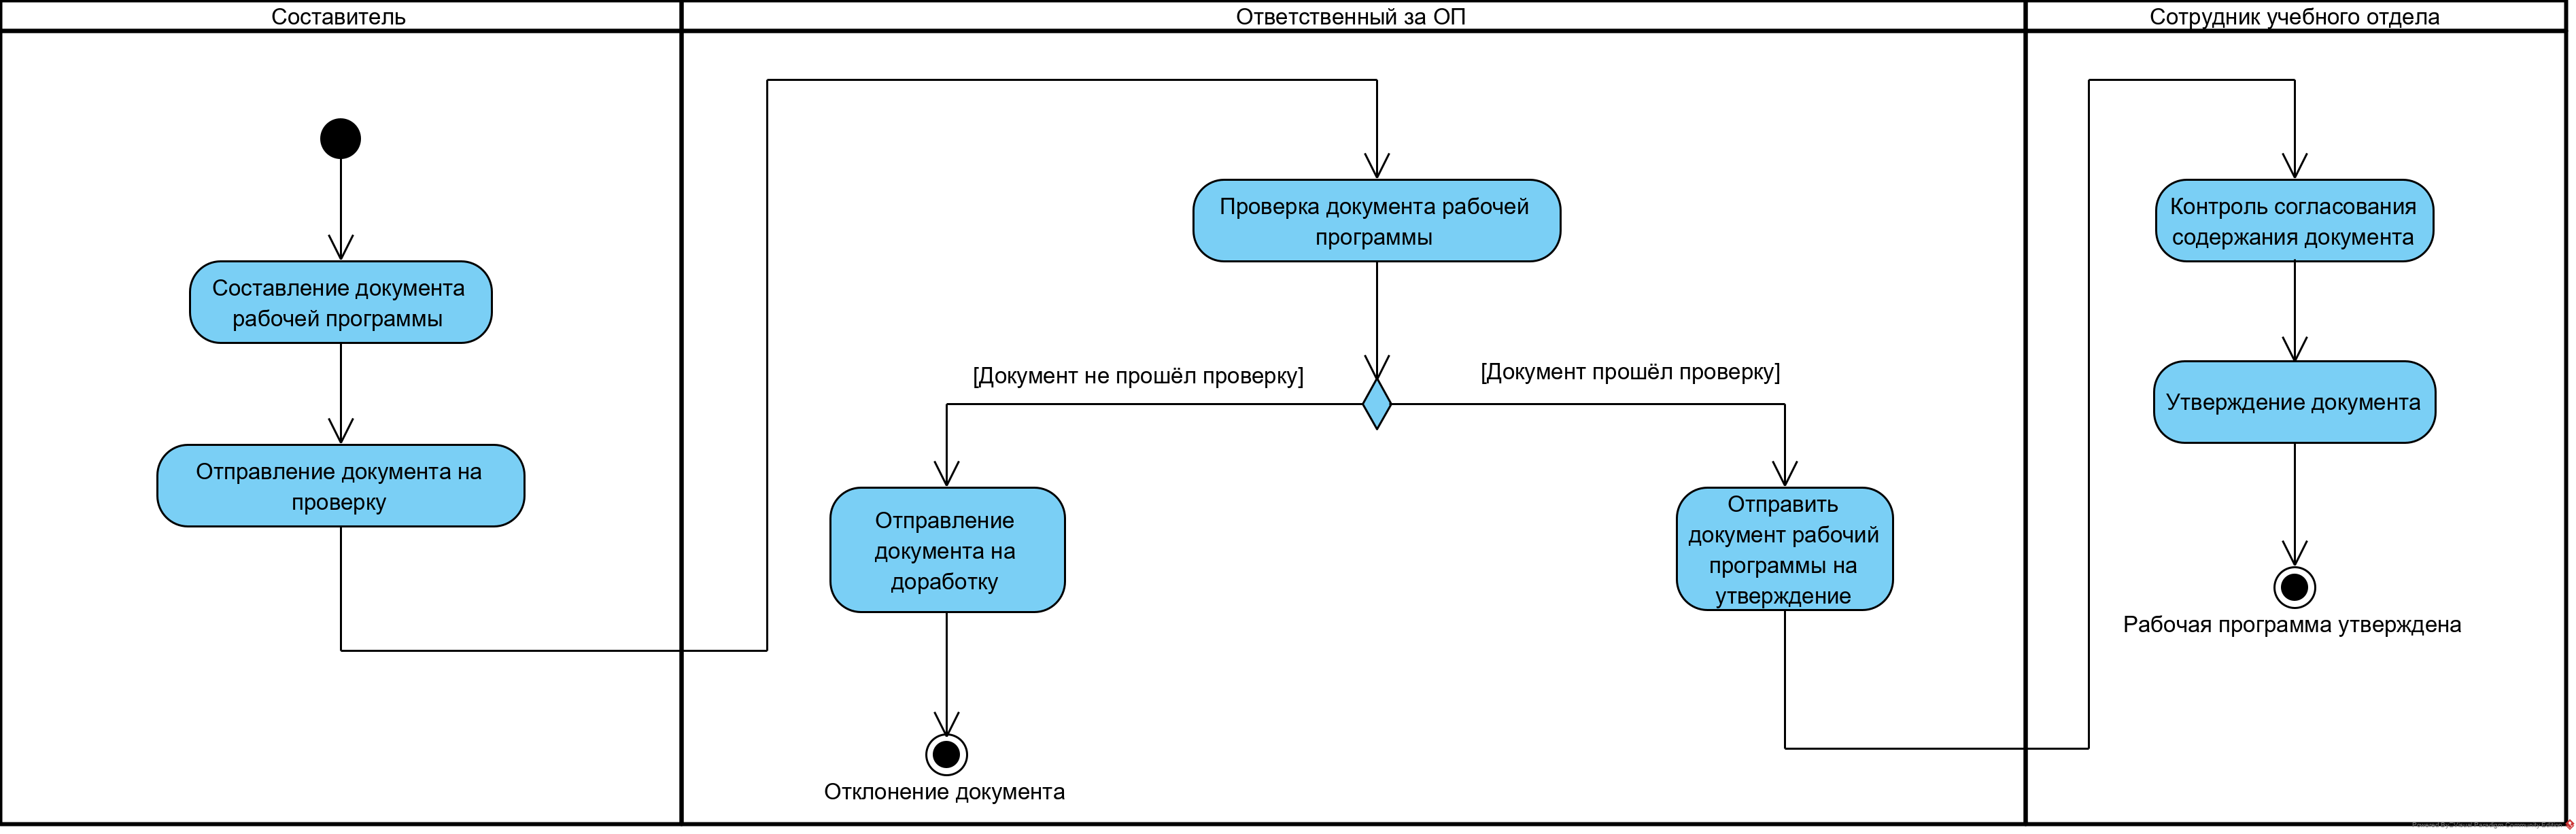 Составитель
Ответственный за ОП
Сотрудник учебного отдела
Составление документа
рабочей программы
Отправление документа на
проверку
Проверка документа рабочей
программы
[Документ не прошёл проверку]
[Документ прошёл проверку]
Отправление
документа на
доработку
Отклонение документа
Отправить
документ рабочий
программы на
утверждение
Контроль согласования
содержания документа
Утверждение документа
Рабочая программа утверждена